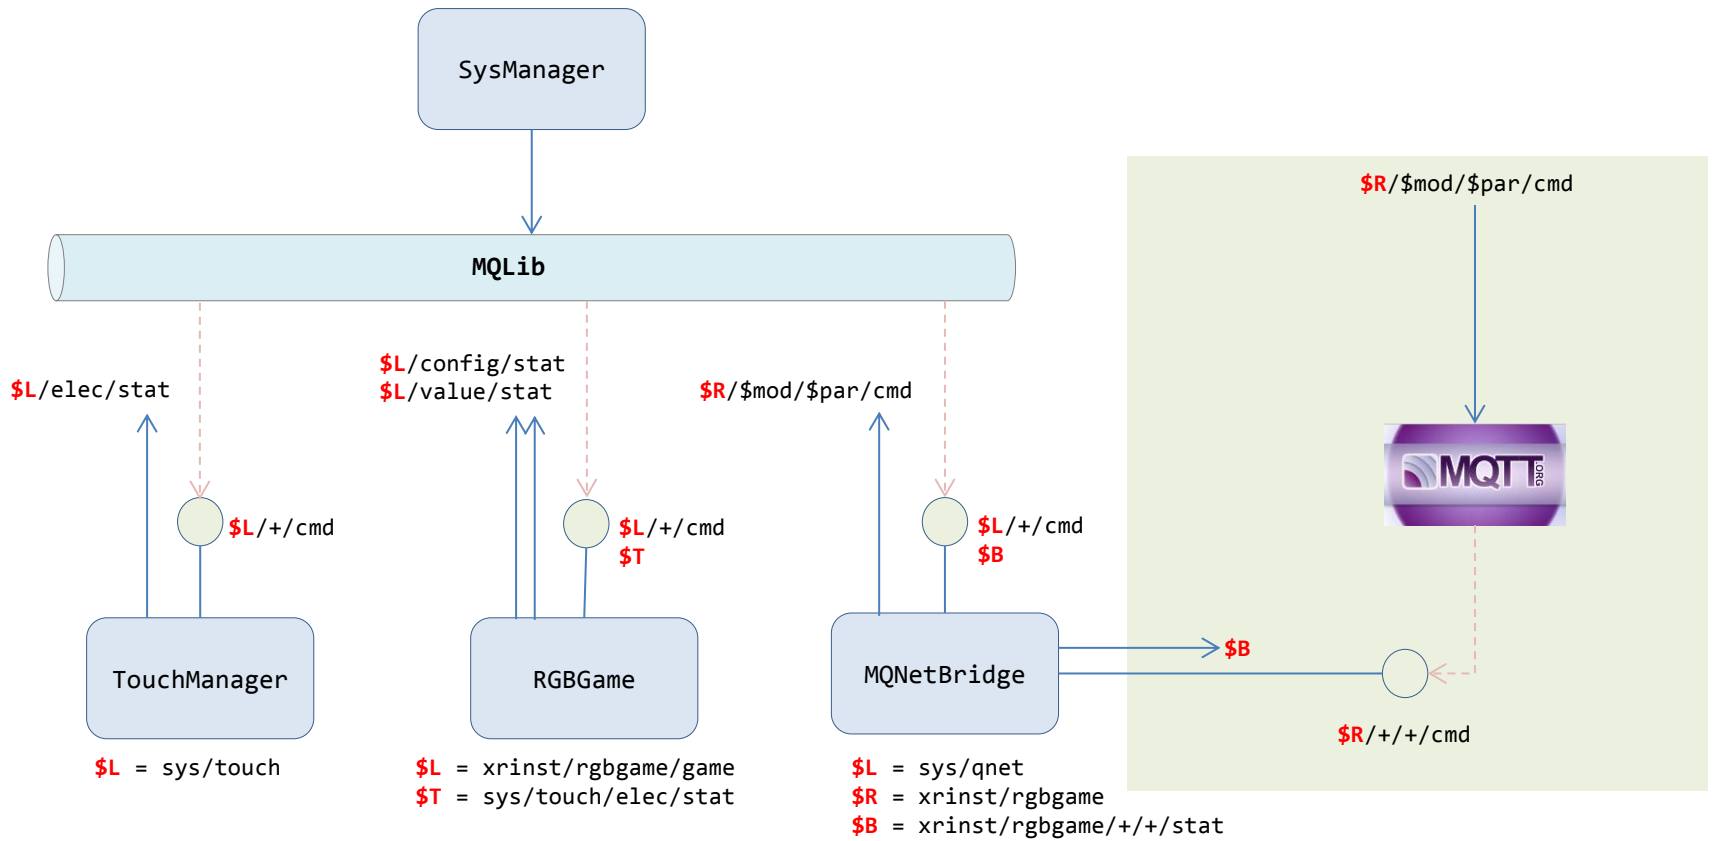 SysManager
$R/$mod/$par/cmd
MQLib
$L/config/stat
$L/value/stat
$L/elec/stat
$R/$mod/$par/cmd
MQTT
.ORG
$L/+/cmd
$L/+/cmd
$T
$L/+/cmd
$B
TouchManager
RGBGame
MQNetBridge
$B
$R/+/+/cmd
$L = sys/touch
$L = xrinst/rgbgame/game
$T = sys/touch/elec/stat
$L = sys/qnet
$R = xrinst/rgbgame
$B = xrinst/rgbgame/+/+/stat